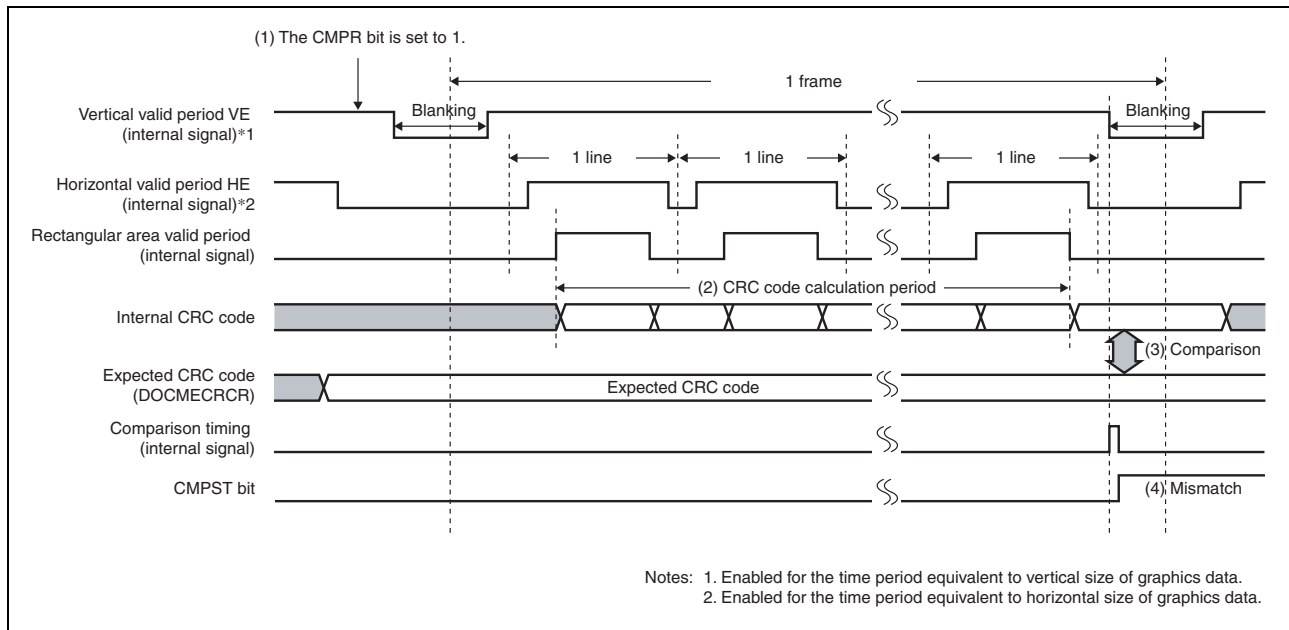 (1) The CMPR bit is set to 1.
1 frame
Vertical valid period VE
(internal signal)*1
Blanking
Blanking
1 line
1 line
1 line
Horizontal valid period HE
(internal signal)*2
Rectangular area valid period
(internal signal)
(2) CRC code calculation period
Internal CRC code
(3) Comparison
Expected CRC code
(DOCMECRCR)
Expected CRC code
Comparison timing
(internal signal)
CMPST bit
(4) Mismatch
Notes: 1. Enabled for the time period equivalent to vertical size of graphics data.
2. Enabled for the time period equivalent to horizontal size of graphics data.